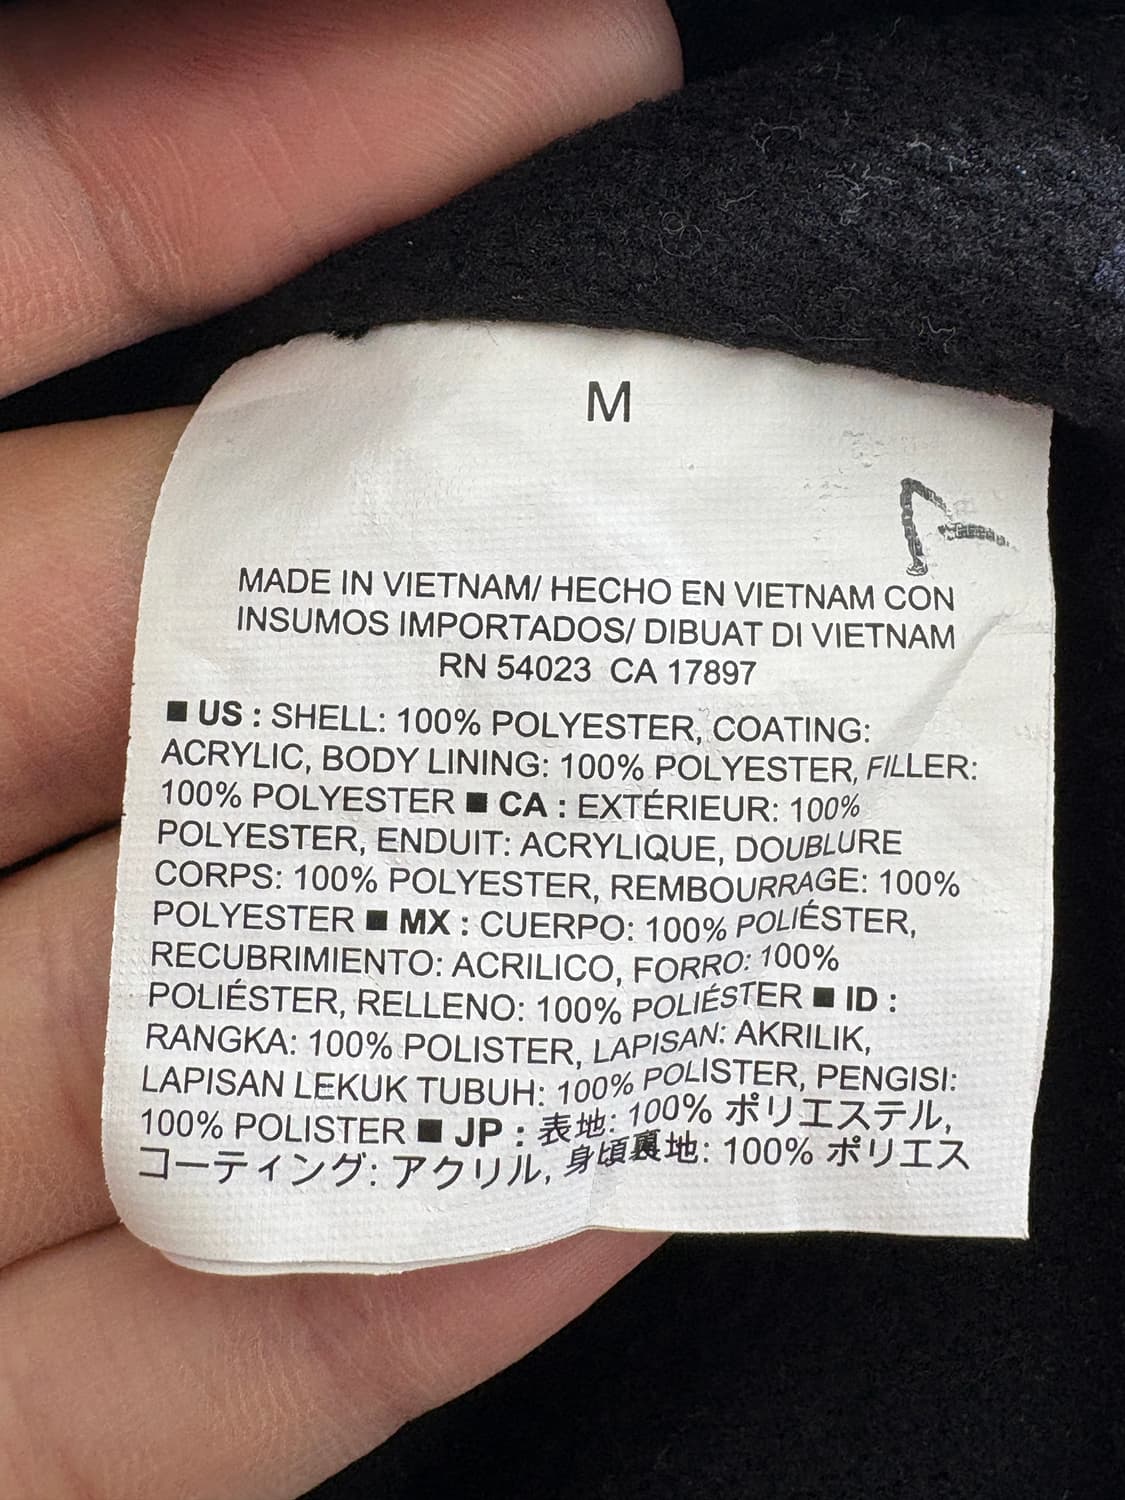 M
MADE IN VIETNAM/ HECHO EN VIETNAM CON
INSUMOS IMPORTADOS/ DIBUAT DI VIETNAM
RN 54023 CA 17897
■ US : SHELL: 100% POLYESTER, COATING:
ACRYLIC, BODY LINING: 100% POLYESTER, FILLER:
100% POLYESTER ■ CA : EXTÉRIEUR: 100%
POLYESTER, ENDUIT: ACRYLIQUE, DOUBLURE
CORPS: 100% POLYESTER, REMBOURRAGE: 100%
POLYESTER ■ MX : CUERPO: 100% POLIÉSTER,
RECUBRIMIENTO: ACRILICO, FORRO: 100%
POLIÉSTER, RELLENO: 100% POLIÉSTER ■ ID :
RANGKA: 100% POLISTER, LAPISAN: AKRILIK,
LAPISAN LEKUK TUBUH: 100% POLISTER, PENGISI:
100% POLISTER ■ JP : 表地: 100% ポリエステル,
コーティング: アクリル, 身頃裏地: 100% ポリエス